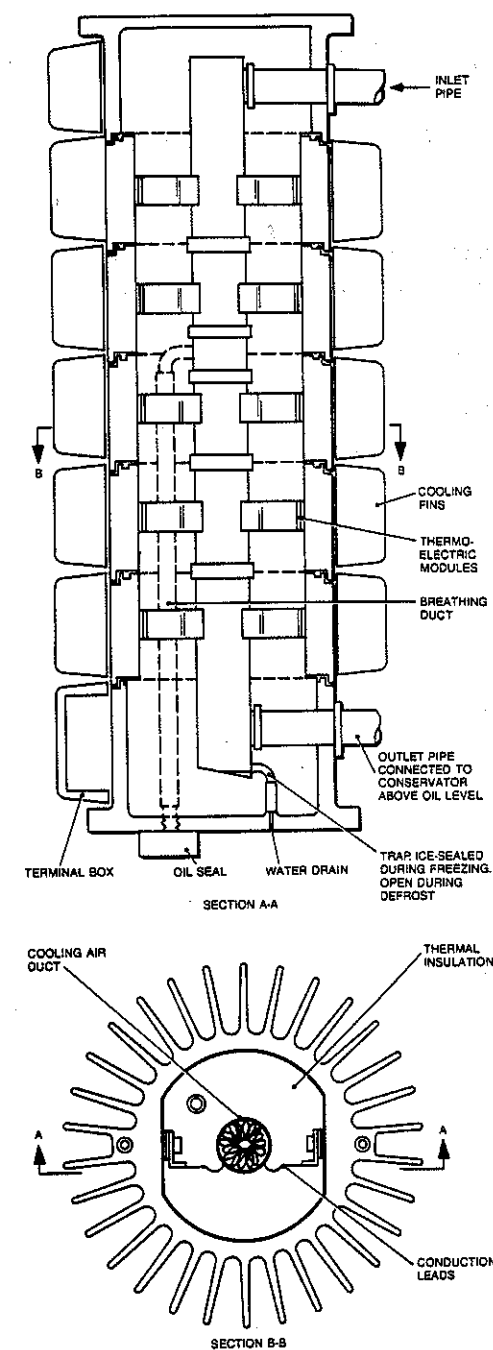 INLET
PIPE
B
B
COOLING
FINS
THERMO-
ELECTRIC
MODULES
BREATHING
DUCT
OUTLET PIPE
CONNECTED TO
CONSERVATOR
ABOVE OIL LEVEL
TERMINAL BOX
OIL SEAL
WATER DRAIN
TRAP, ICE-SEALED
DURING FREEZING.
OPEN DURING
DEFROST
SECTION A-A
COOLING AIR
DUCT
THERMAL
INSULATION
A
A
CONDUCTION
LEADS
SECTION B-B